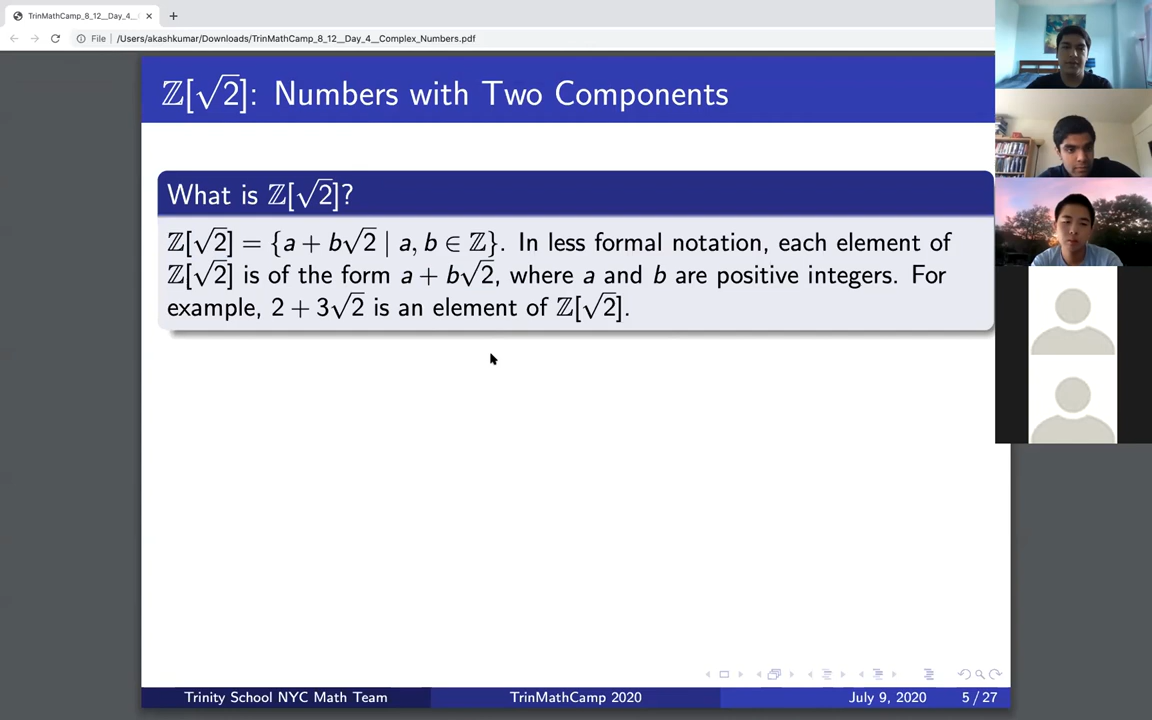 TrinMathCamp_8_12__Day_4__
File
/Users/akashkumar/Downloads/TrinMathCamp_8_12__Day_4__Complex_Numbers.pdf
ℤ[√2]: Numbers with Two Components
What is ℤ[√2]?
ℤ[√2] = {a + b√2 | a, b ∈ ℤ}. In less formal notation, each element of
ℤ[√2] is of the form a + b√2, where a and b are positive integers. For
example, 2 + 3√2 is an element of ℤ[√2].
Trinity School NYC Math Team
TrinMathCamp 2020
July 9, 2020
5 / 27